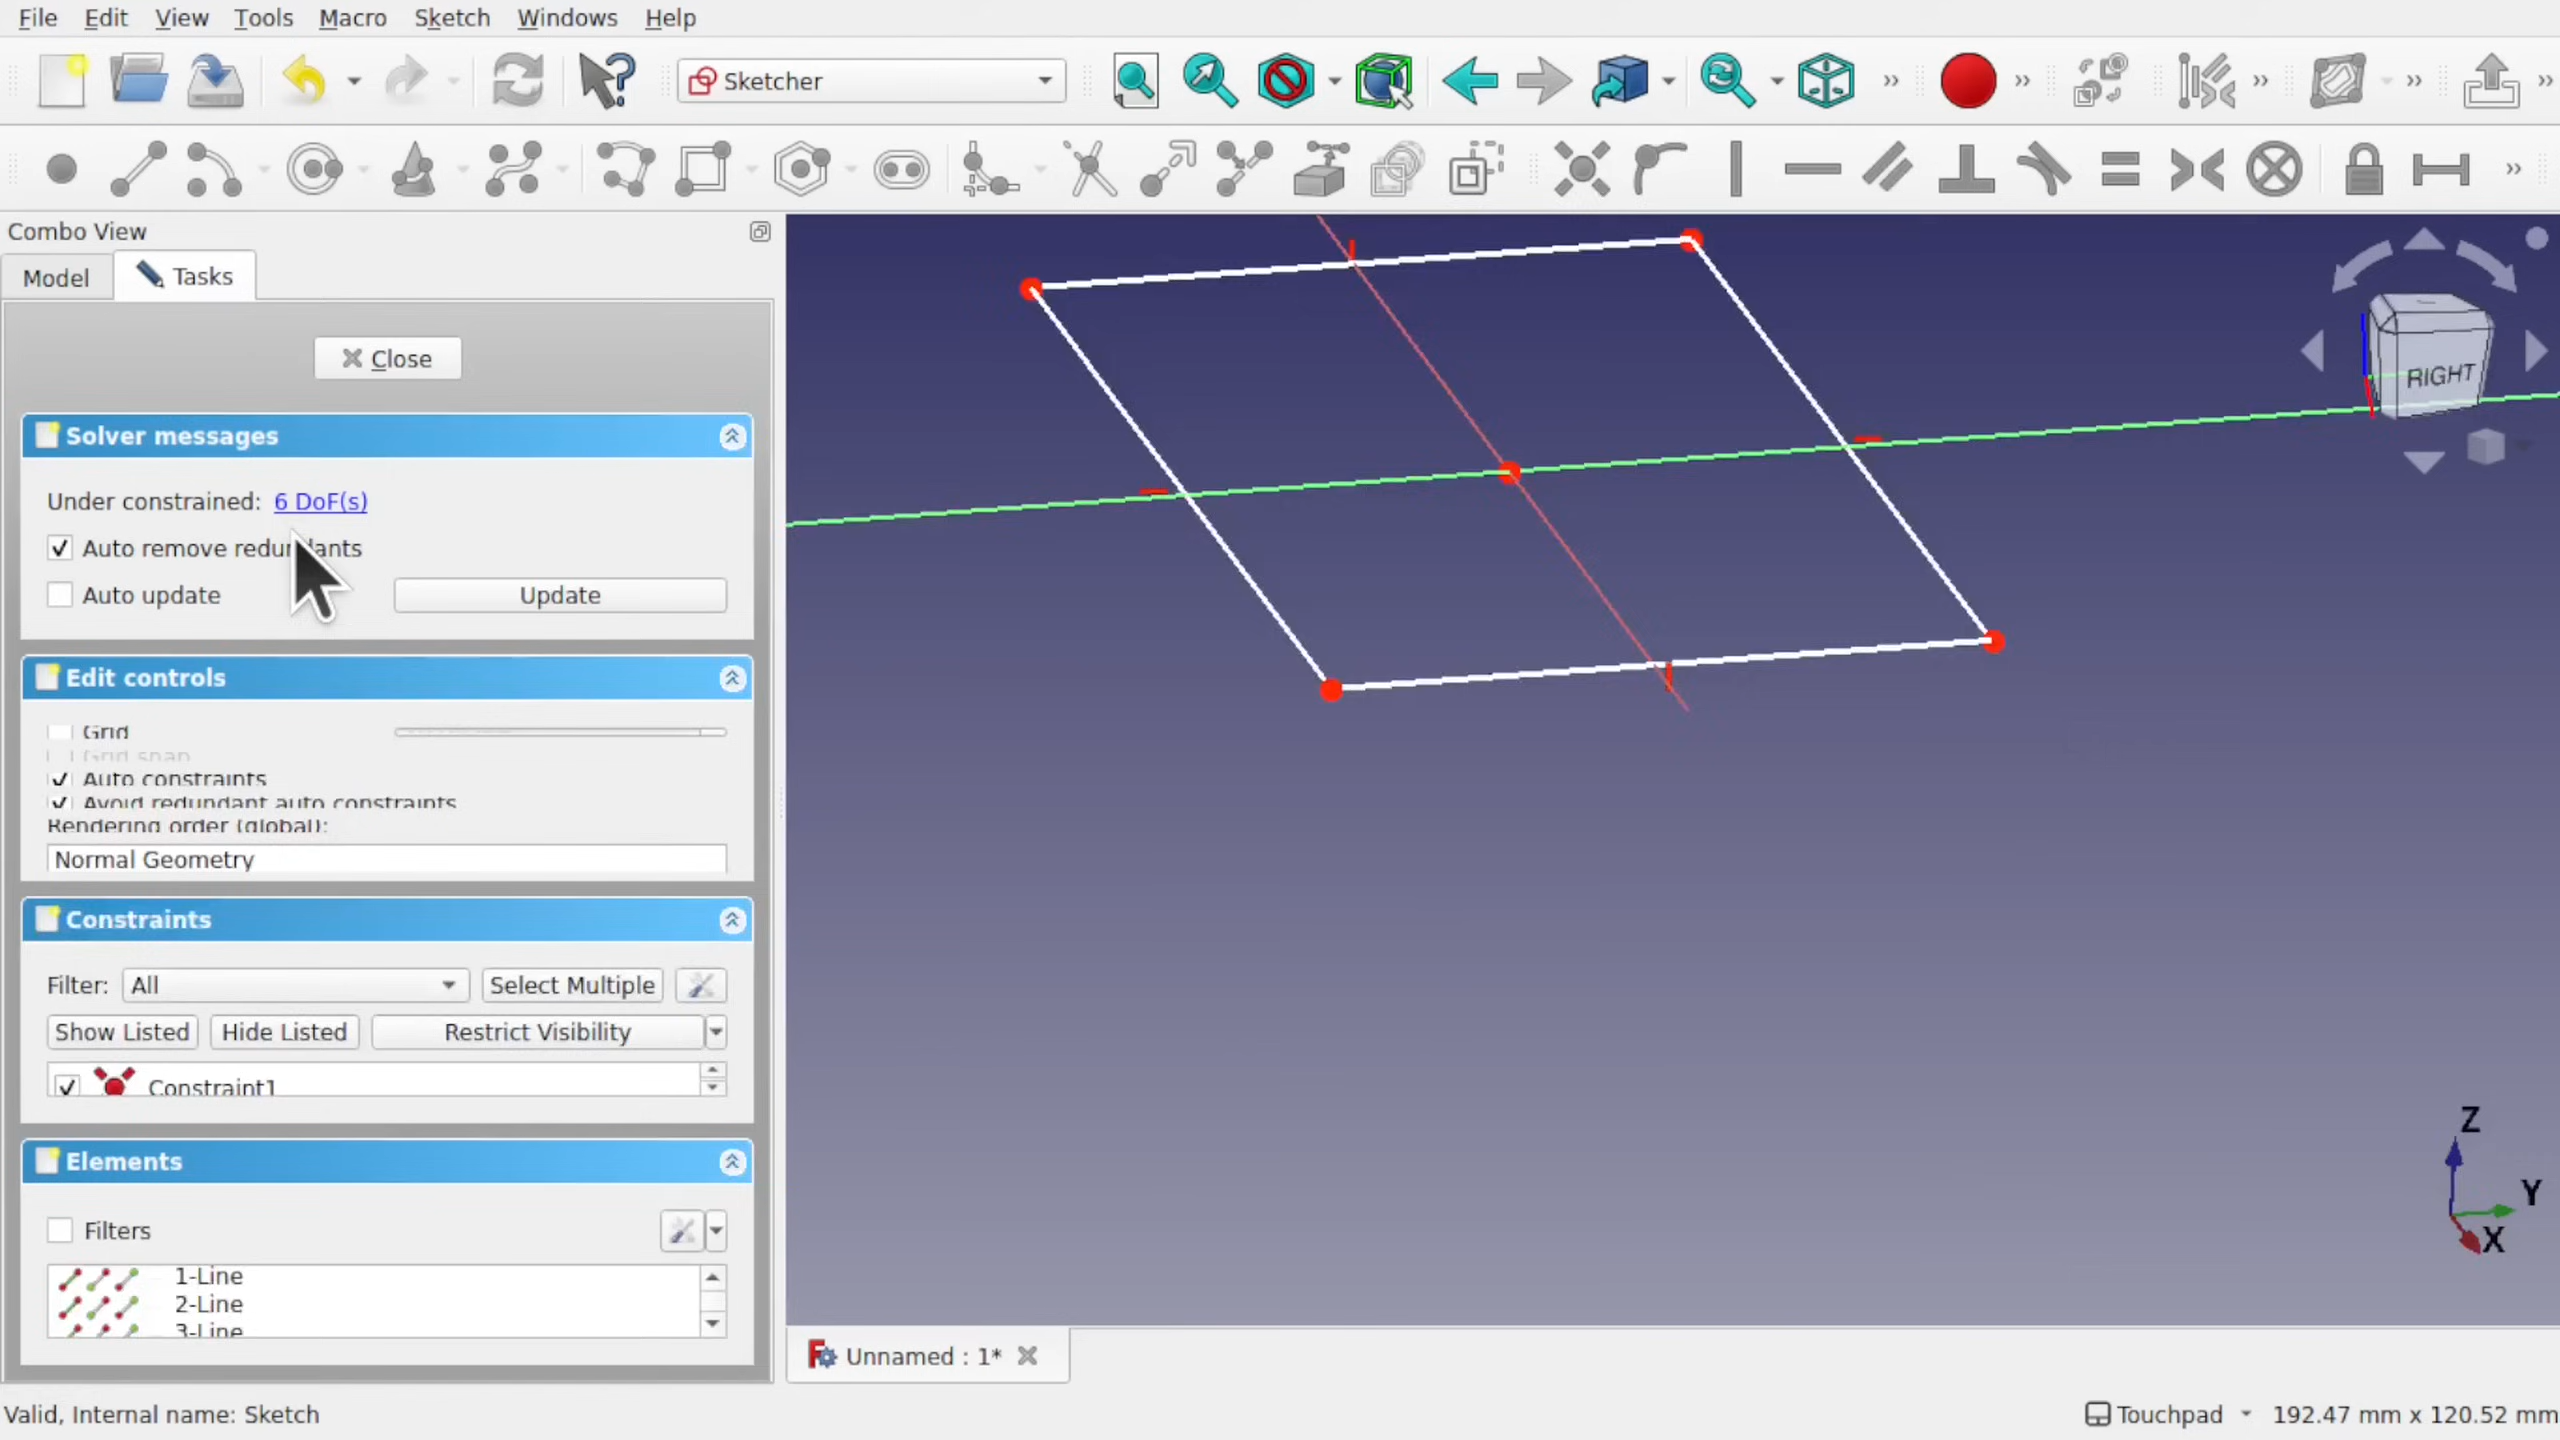 File Edit View Tools Macro Sketch Windows Help
Sketcher
Combo View
Model Tasks
Close
Solver messages
Under constrained: 6 DoF(s)
Auto remove redundants
Auto update Update
Edit controls
Grid
Grid snap
Auto constraints
Avoid redundant auto constraints
Rendering order (global):
Normal Geometry
Constraints
Filter: All Select Multiple
Show Listed Hide Listed Restrict Visibility
Constraint1
Elements
Filters
1-Line
2-Line
3-Line
RIGHT
Z
Y
X
Unnamed : 1*
Valid, Internal name: Sketch
Touchpad 192.47 mm x 120.52 mm